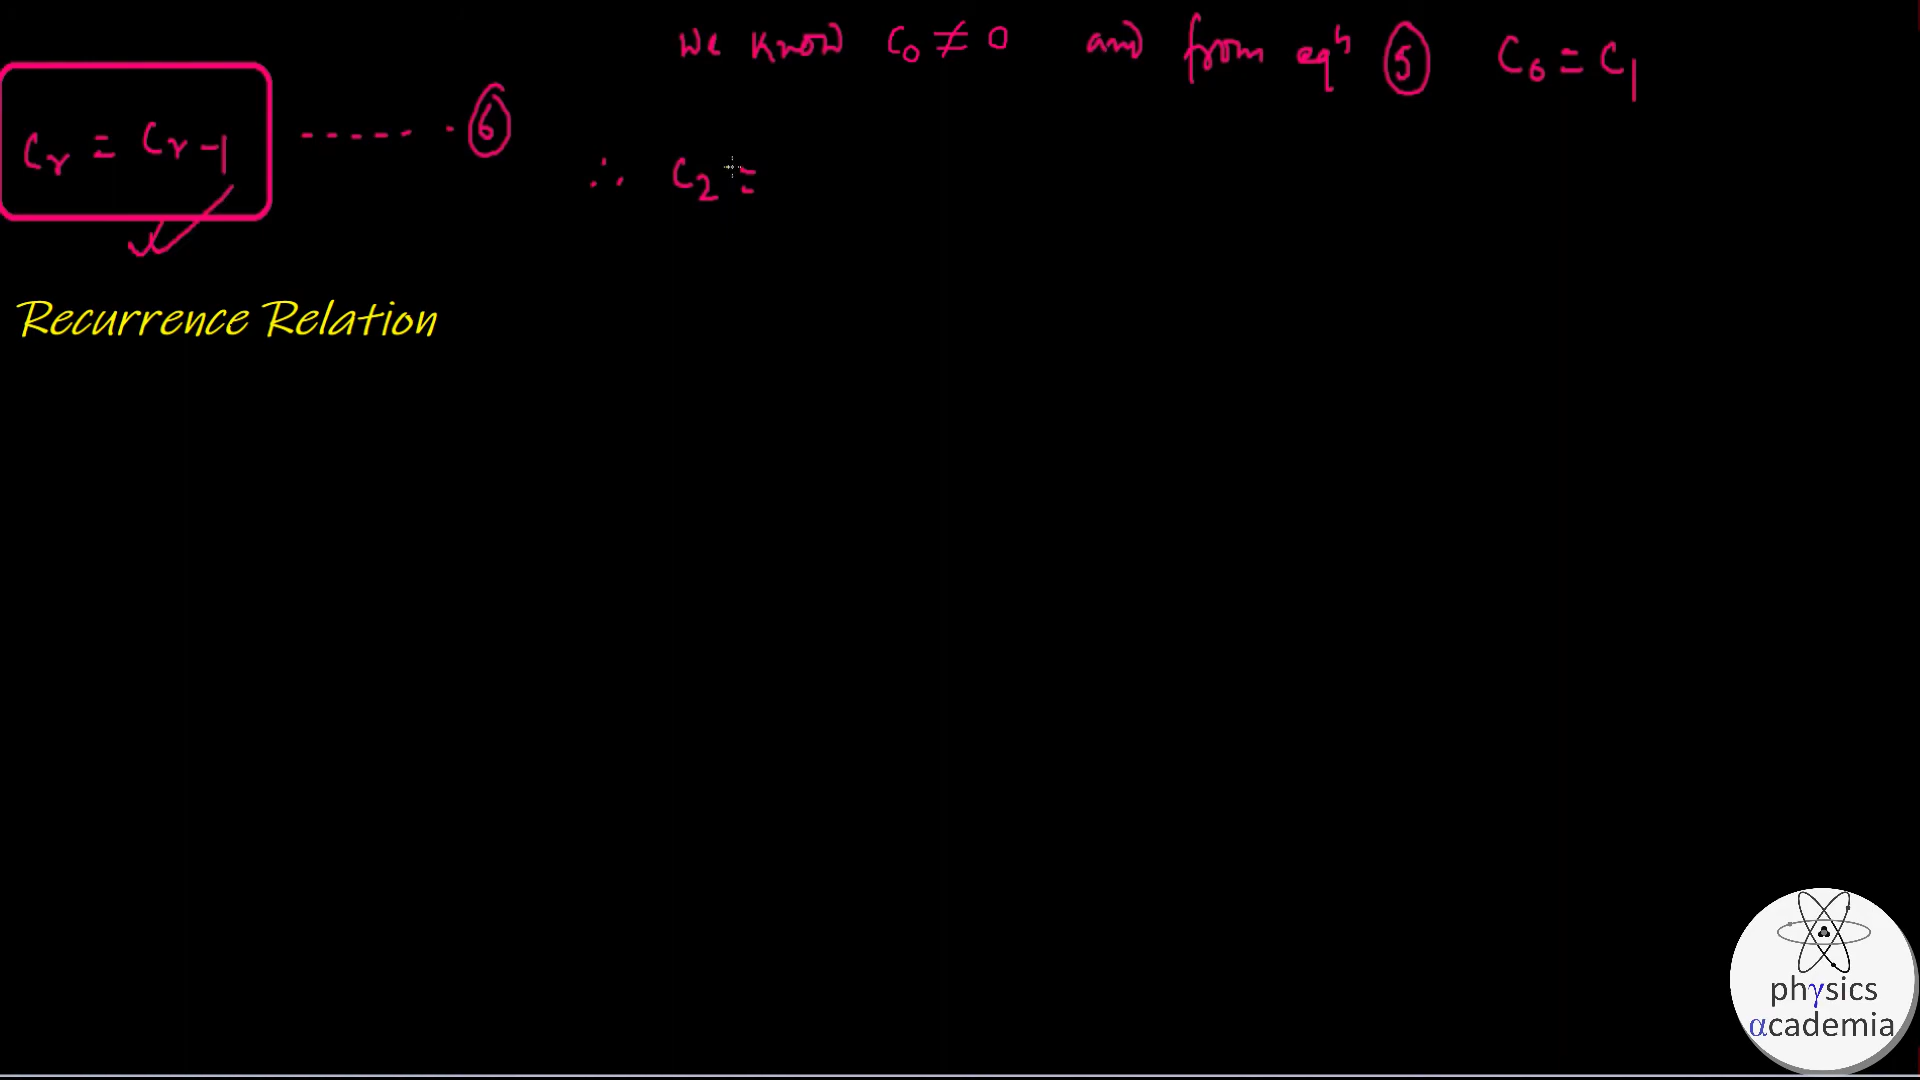 We know C₀ ≠ 0 and from eqⁿ ⑤ C₀ = C₁
Cᵣ = Cᵣ₋₁ ------- ⑥
∴ C₂ =
Recurrence Relation
phγsics
αcademia